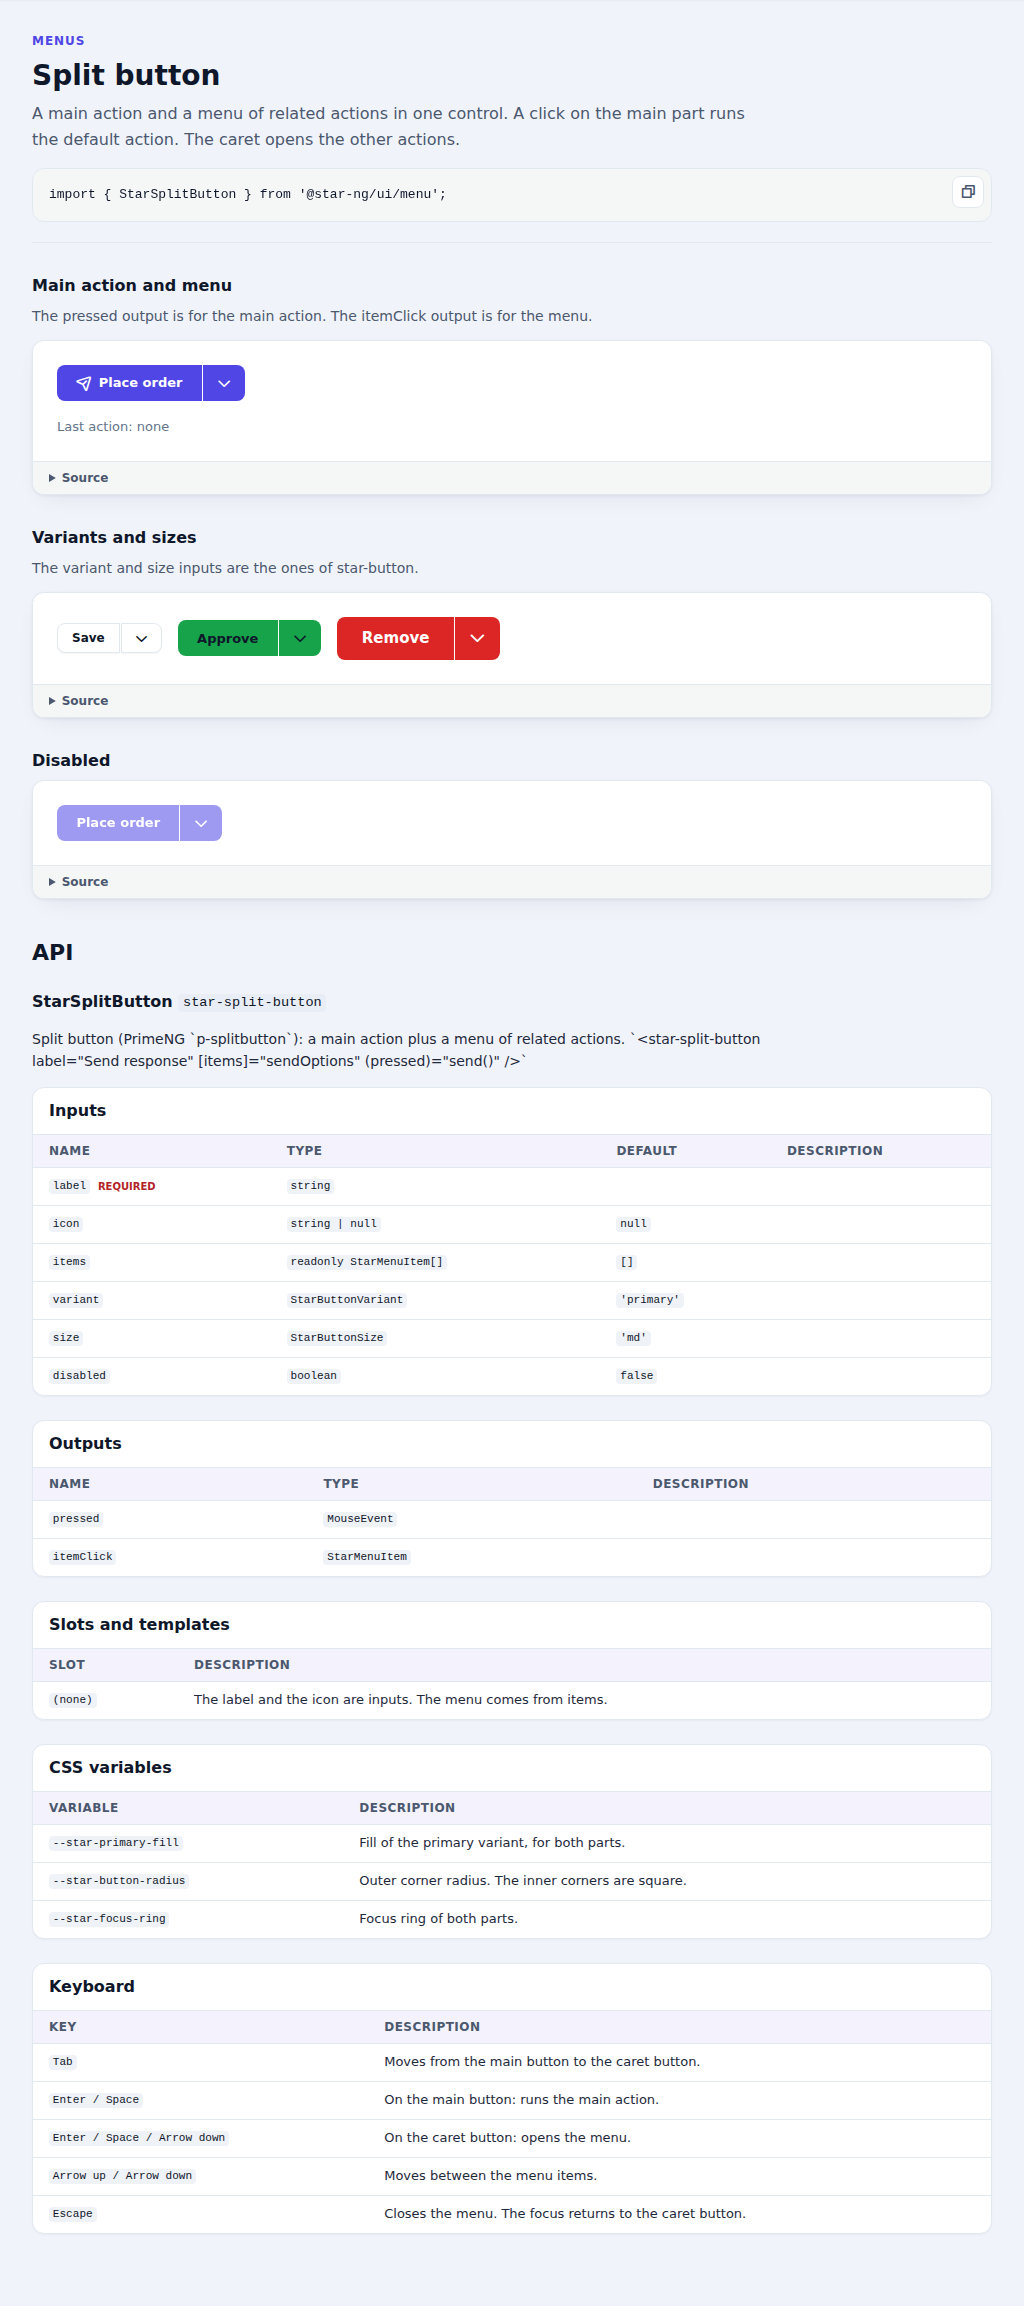 MENUS
Split button
A main action and a menu of related actions in one control. A click on the main part runs
the default action. The caret opens the other actions.
import { StarSplitButton } from '@star-ng/ui/menu';
Main action and menu
The pressed output is for the main action. The itemClick output is for the menu.
Place order
Last action: none
Source
Variants and sizes
The variant and size inputs are the ones of star-button.
Save Approve Remove
Source
Disabled
Place order
Source
API
StarSplitButton star-split-button
Split button (PrimeNG `p-splitbutton`): a main action plus a menu of related actions. `<star-split-button
label="Send response" [items]="sendOptions" (pressed)="send()" />`
Inputs
NAME TYPE DEFAULT DESCRIPTION
label REQUIRED string
icon string | null null
items readonly StarMenuItem[] []
variant StarButtonVariant 'primary'
size StarButtonSize 'md'
disabled boolean false
Outputs
NAME TYPE DESCRIPTION
pressed MouseEvent
itemClick StarMenuItem
Slots and templates
SLOT DESCRIPTION
(none) The label and the icon are inputs. The menu comes from items.
CSS variables
VARIABLE DESCRIPTION
--star-primary-fill Fill of the primary variant, for both parts.
--star-button-radius Outer corner radius. The inner corners are square.
--star-focus-ring Focus ring of both parts.
Keyboard
KEY DESCRIPTION
Tab Moves from the main button to the caret button.
Enter / Space On the main button: runs the main action.
Enter / Space / Arrow down On the caret button: opens the menu.
Arrow up / Arrow down Moves between the menu items.
Escape Closes the menu. The focus returns to the caret button.